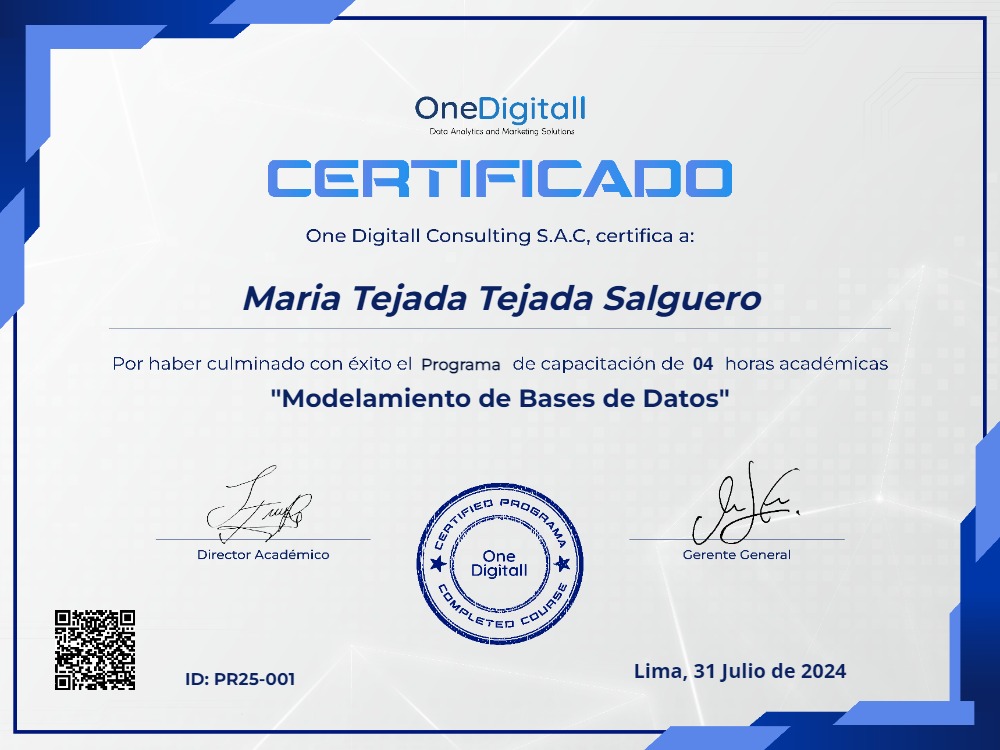 OneDigitall
Data Analytics and Marketing Solutions
CERTIFICADO
One Digitall Consulting S.A.C, certifica a:
Maria Tejada Tejada Salguero
Por haber culminado con éxito el Programa de capacitación de 04 horas académicas
"Modelamiento de Bases de Datos"
Director Académico
CERTIFIED PROGRAMA
One
Digitall
COMPLETED COURSE
Gerente General
ID: PR25-001
Lima, 31 Julio de 2024